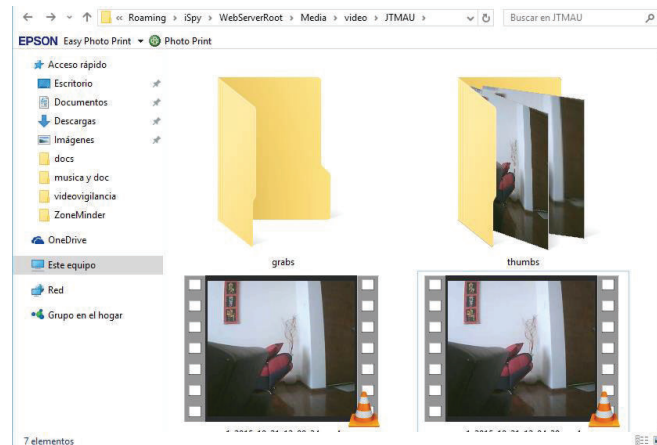 « Roaming › iSpy › WebServerRoot › Media › video › JTMAU ›
Buscar en JTMAU
EPSON Easy Photo Print Photo Print
Acceso rápido
Escritorio
Documentos
Descargas
Imágenes
docs
musica y doc
videovigilancia
ZoneMinder
OneDrive
Este equipo
Red
Grupo en el hogar
grabs
thumbs
7 elementos